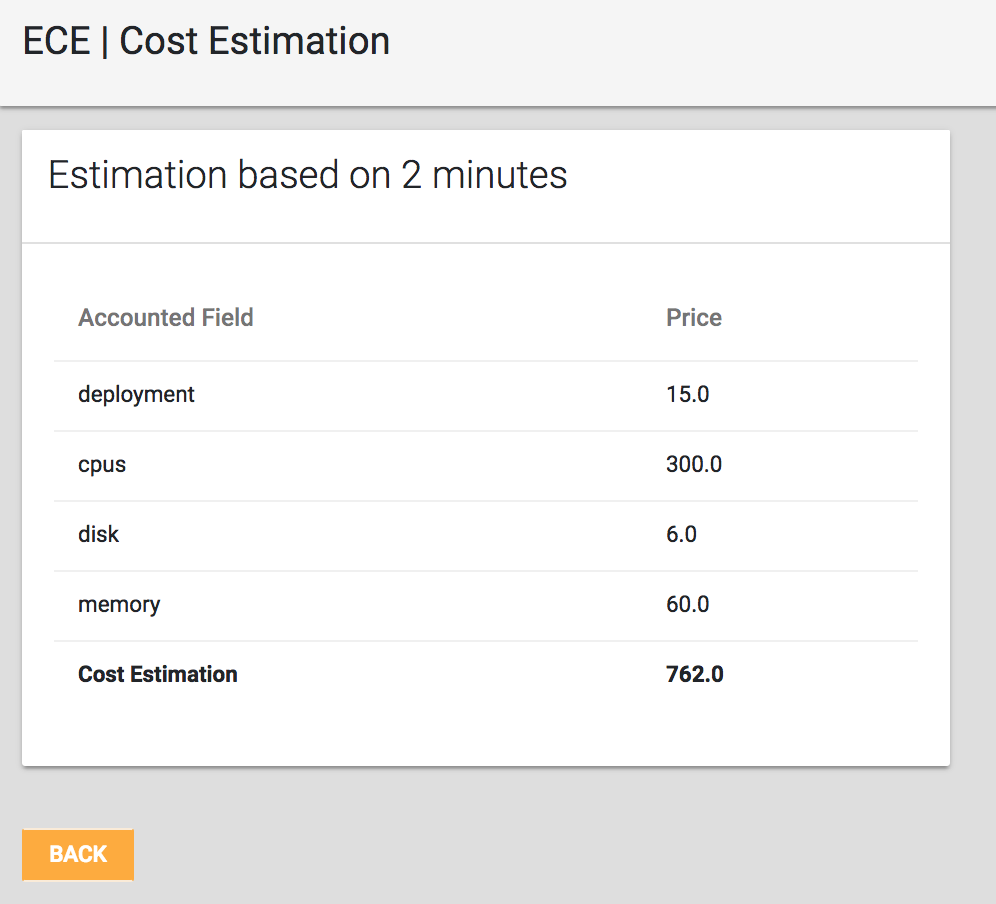 ECE | Cost Estimation
Estimation based on 2 minutes
Accounted Field Price
deployment 15.0
cpus 300.0
disk 6.0
memory 60.0
Cost Estimation 762.0
BACK